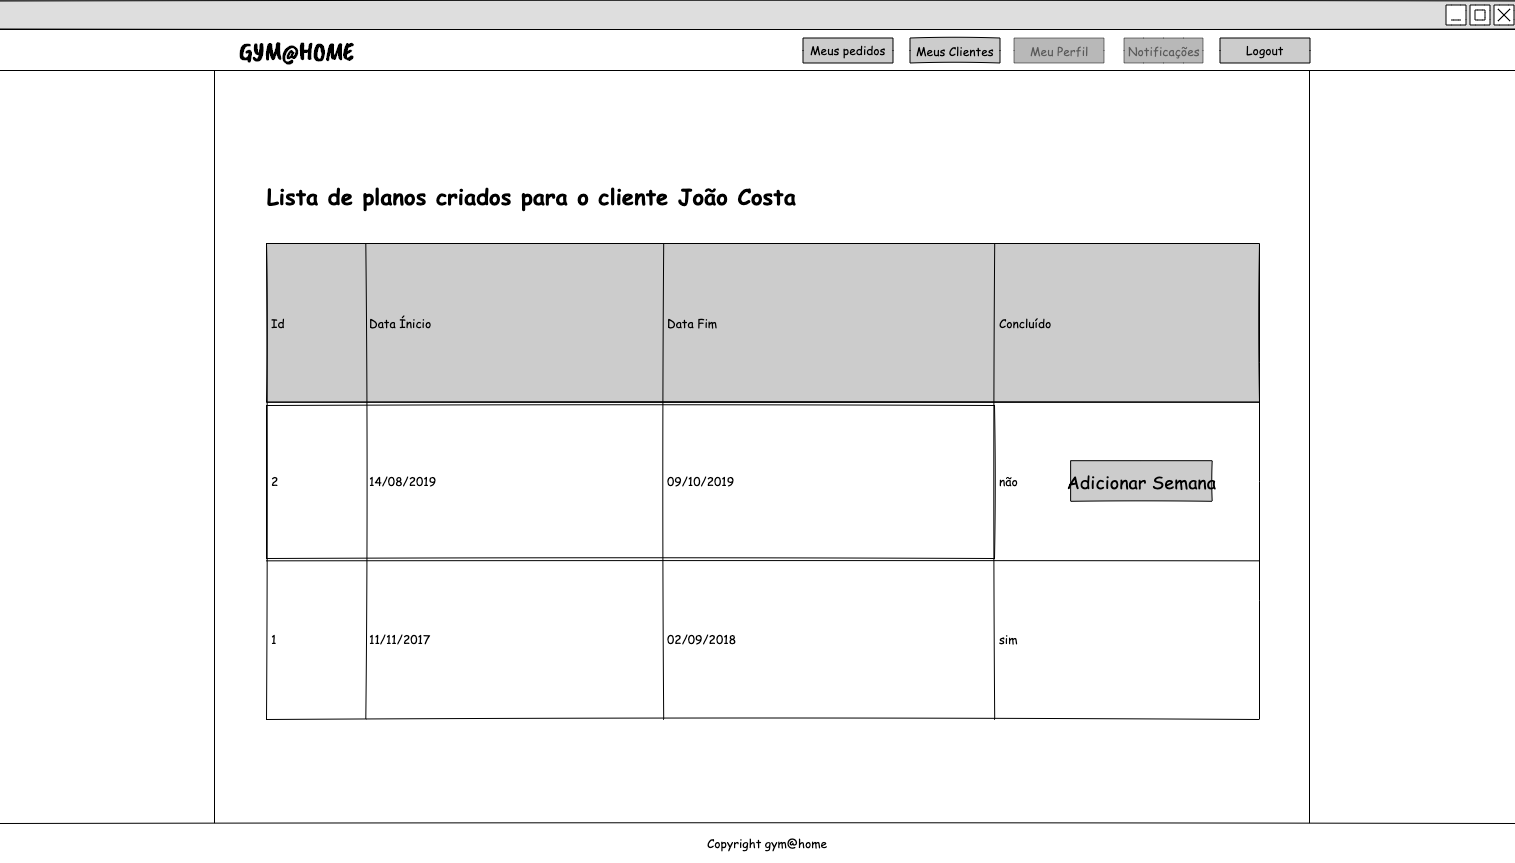 GYM@HOME
Meus pedidos
Meus Clientes
Meu Perfil
Notificações
Logout
Lista de planos criados para o cliente João Costa
Id Data Ínicio Data Fim Concluído
2 14/08/2019 09/10/2019 não Adicionar Semana
1 11/11/2017 02/09/2018 sim
Copyright gym@home